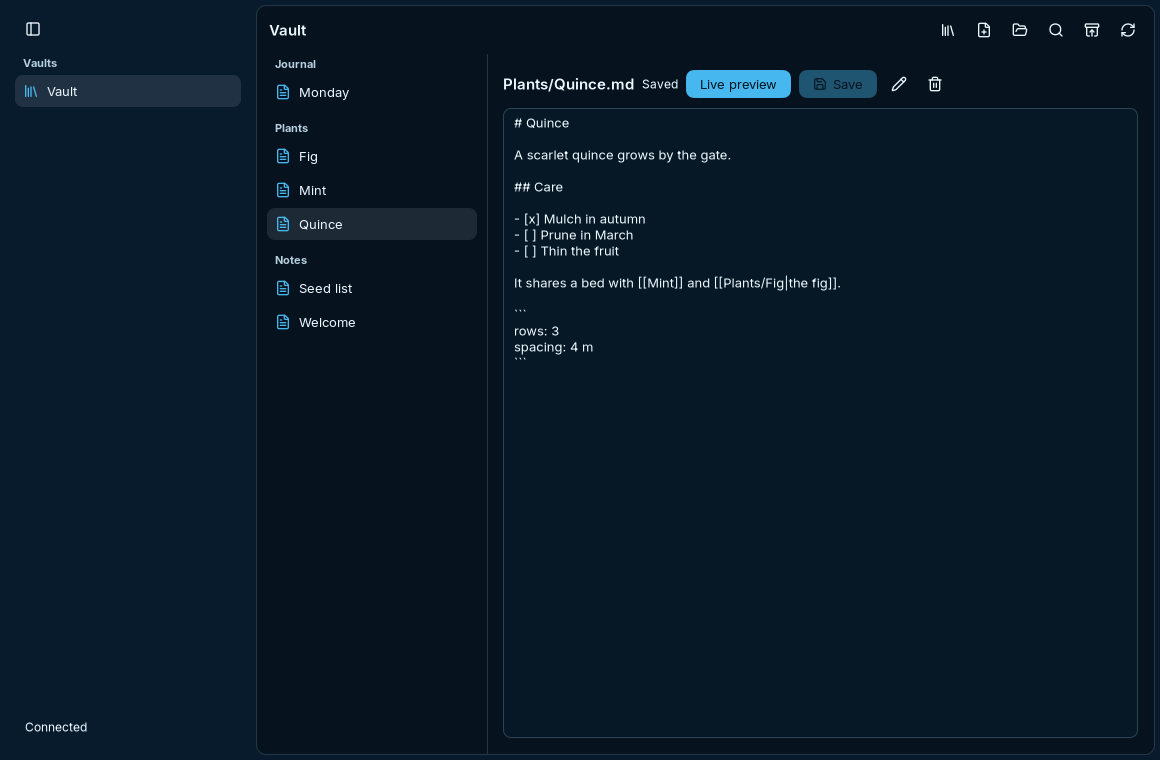 Vaults
Vault
Connected
Vault
Journal
Monday
Plants
Fig
Mint
Quince
Notes
Seed list
Welcome
Plants/Quince.md Saved Live preview Save
# Quince
A scarlet quince grows by the gate.
## Care
- [x] Mulch in autumn
- [ ] Prune in March
- [ ] Thin the fruit
It shares a bed with [[Mint]] and [[Plants/Fig|the fig]].
```
rows: 3
spacing: 4 m
```